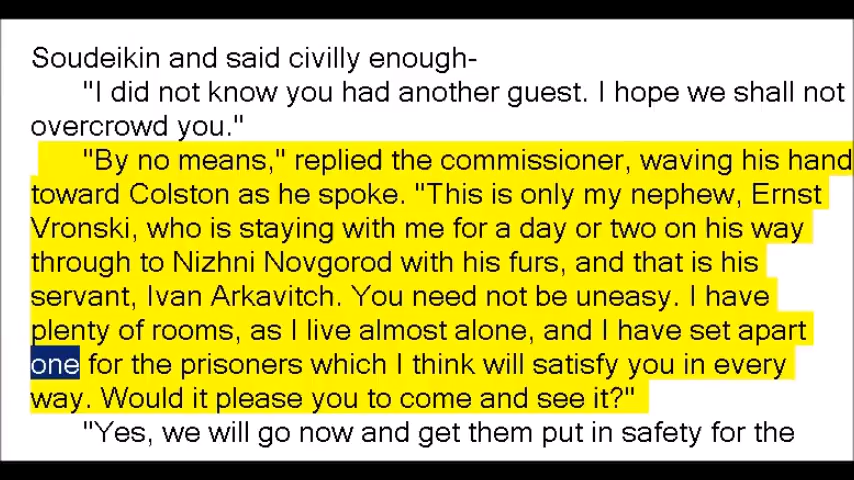 Soudeikin and said civilly enough-
"I did not know you had another guest. I hope we shall not
overcrowd you."
"By no means," replied the commissioner, waving his hand
toward Colston as he spoke. "This is only my nephew, Ernst
Vronski, who is staying with me for a day or two on his way
through to Nizhni Novgorod with his furs, and that is his
servant, Ivan Arkavitch. You need not be uneasy. I have
plenty of rooms, as I live almost alone, and I have set apart
one for the prisoners which I think will satisfy you in every
way. Would it please you to come and see it?"
"Yes, we will go now and get them put in safety for the